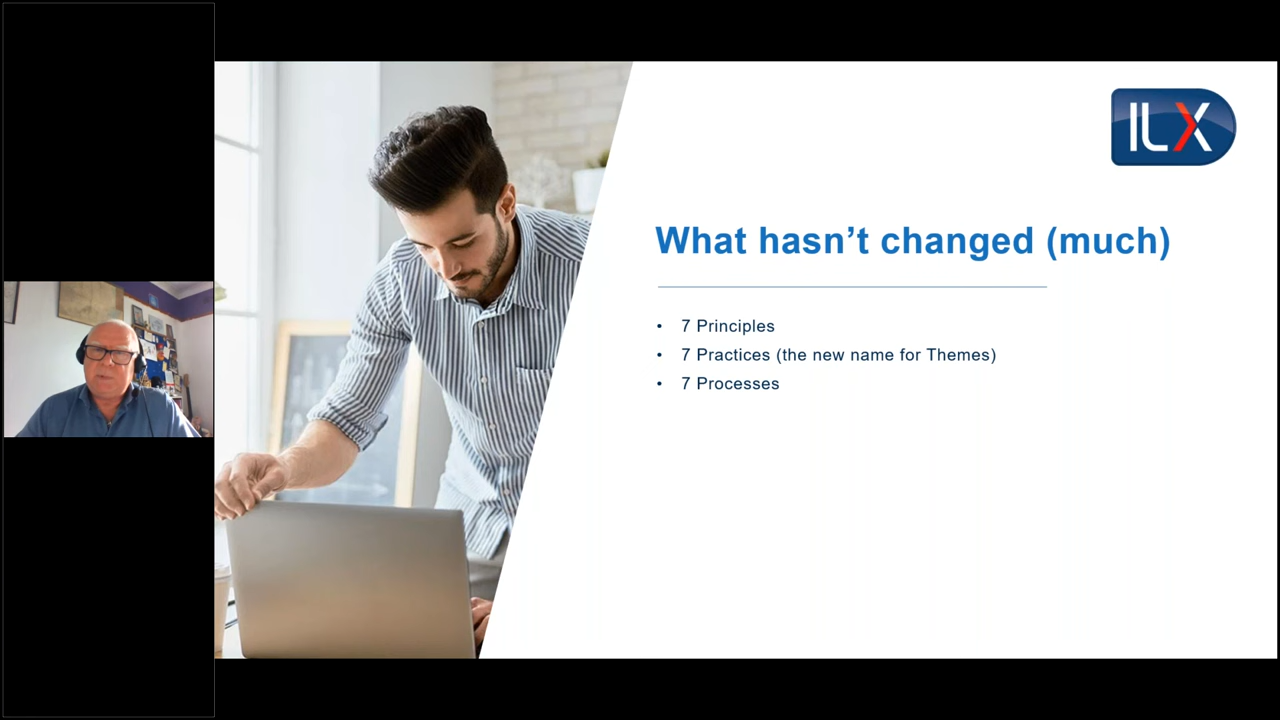 ILX
What hasn’t changed (much)
• 7 Principles
• 7 Practices (the new name for Themes)
• 7 Processes